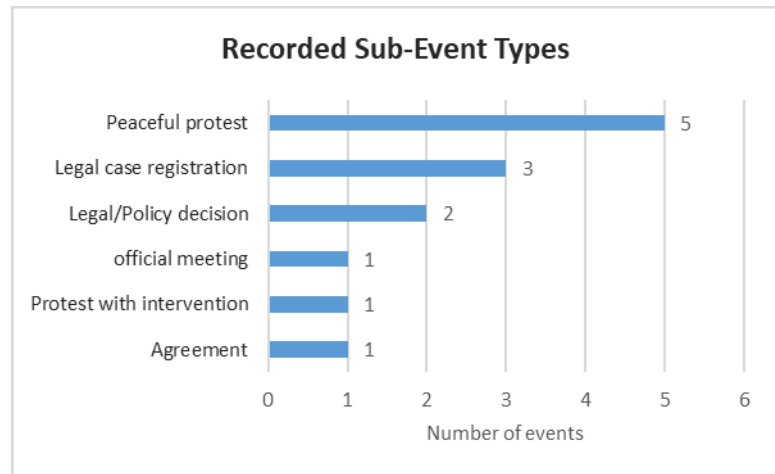 Recorded Sub-Event Types
Peaceful protest 5
Legal case registration 3
Legal/Policy decision 2
official meeting 1
Protest with intervention 1
Agreement 1
0 1 2 3 4 5 6
Number of events